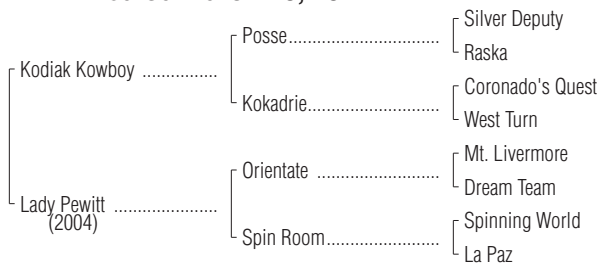 Silver Deputy
Posse
Raska
Kodiak Kowboy
Coronado's Quest
Kokadrie
West Turn
Mt. Livermore
Orientate
Dream Team
Lady Pewitt
(2004)
Spinning World
Spin Room
La Paz